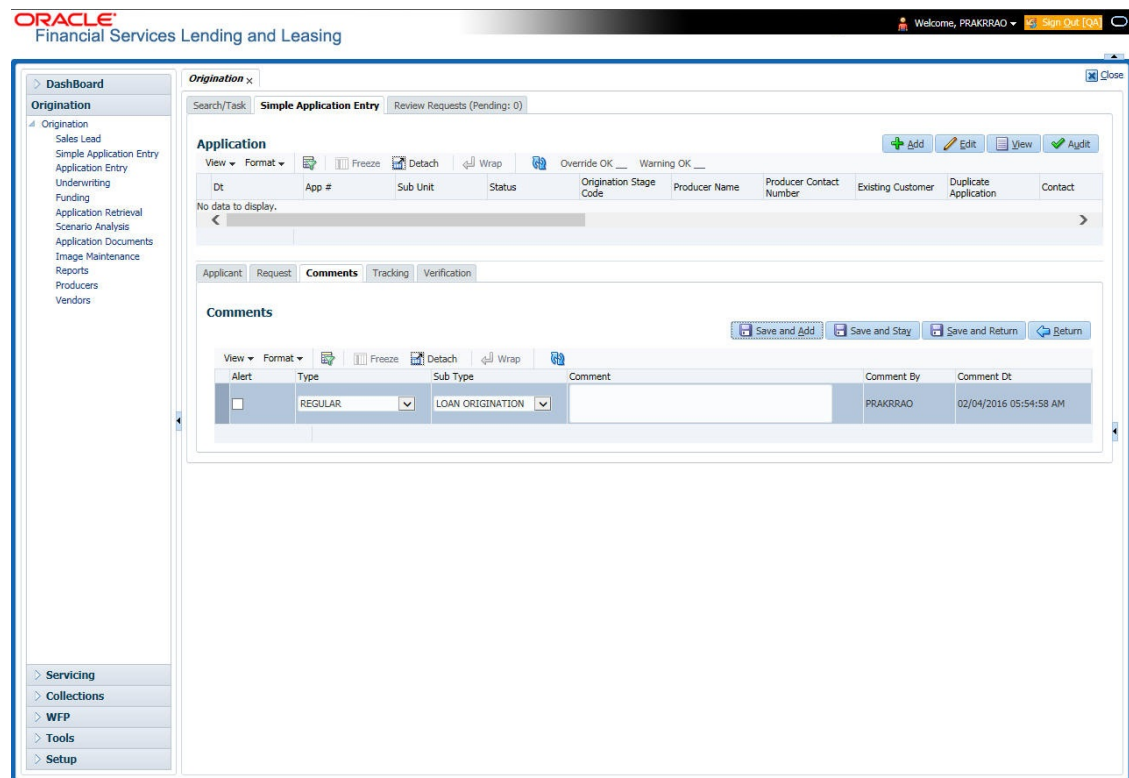 ORACLE
Financial Services Lending and Leasing
Welcome, PRAKRRAO
Sign Out [QA]
Close
DashBoard
Origination
Origination
Sales Lead
Simple Application Entry
Application Entry
Underwriting
Funding
Application Retrieval
Scenario Analysis
Application Documents
Image Maintenance
Reports
Producers
Vendors
Servicing
Collections
WFP
Tools
Setup
Origination x
Search/Task Simple Application Entry Review Requests (Pending: 0)
Application
Add Edit View Audit
View Format Freeze Detach Wrap Override OK __ Warning OK __
Dt App # Sub Unit Status Origination Stage Code Producer Name Producer Contact Number Existing Customer Duplicate Application Contact
No data to display.
Applicant Request Comments Tracking Verification
Comments
Save and Add Save and Stay Save and Return Return
View Format Freeze Detach Wrap
Alert Type Sub Type Comment Comment By Comment Dt
REGULAR LOAN ORIGINATION PRAKRRAO 02/04/2016 05:54:58 AM